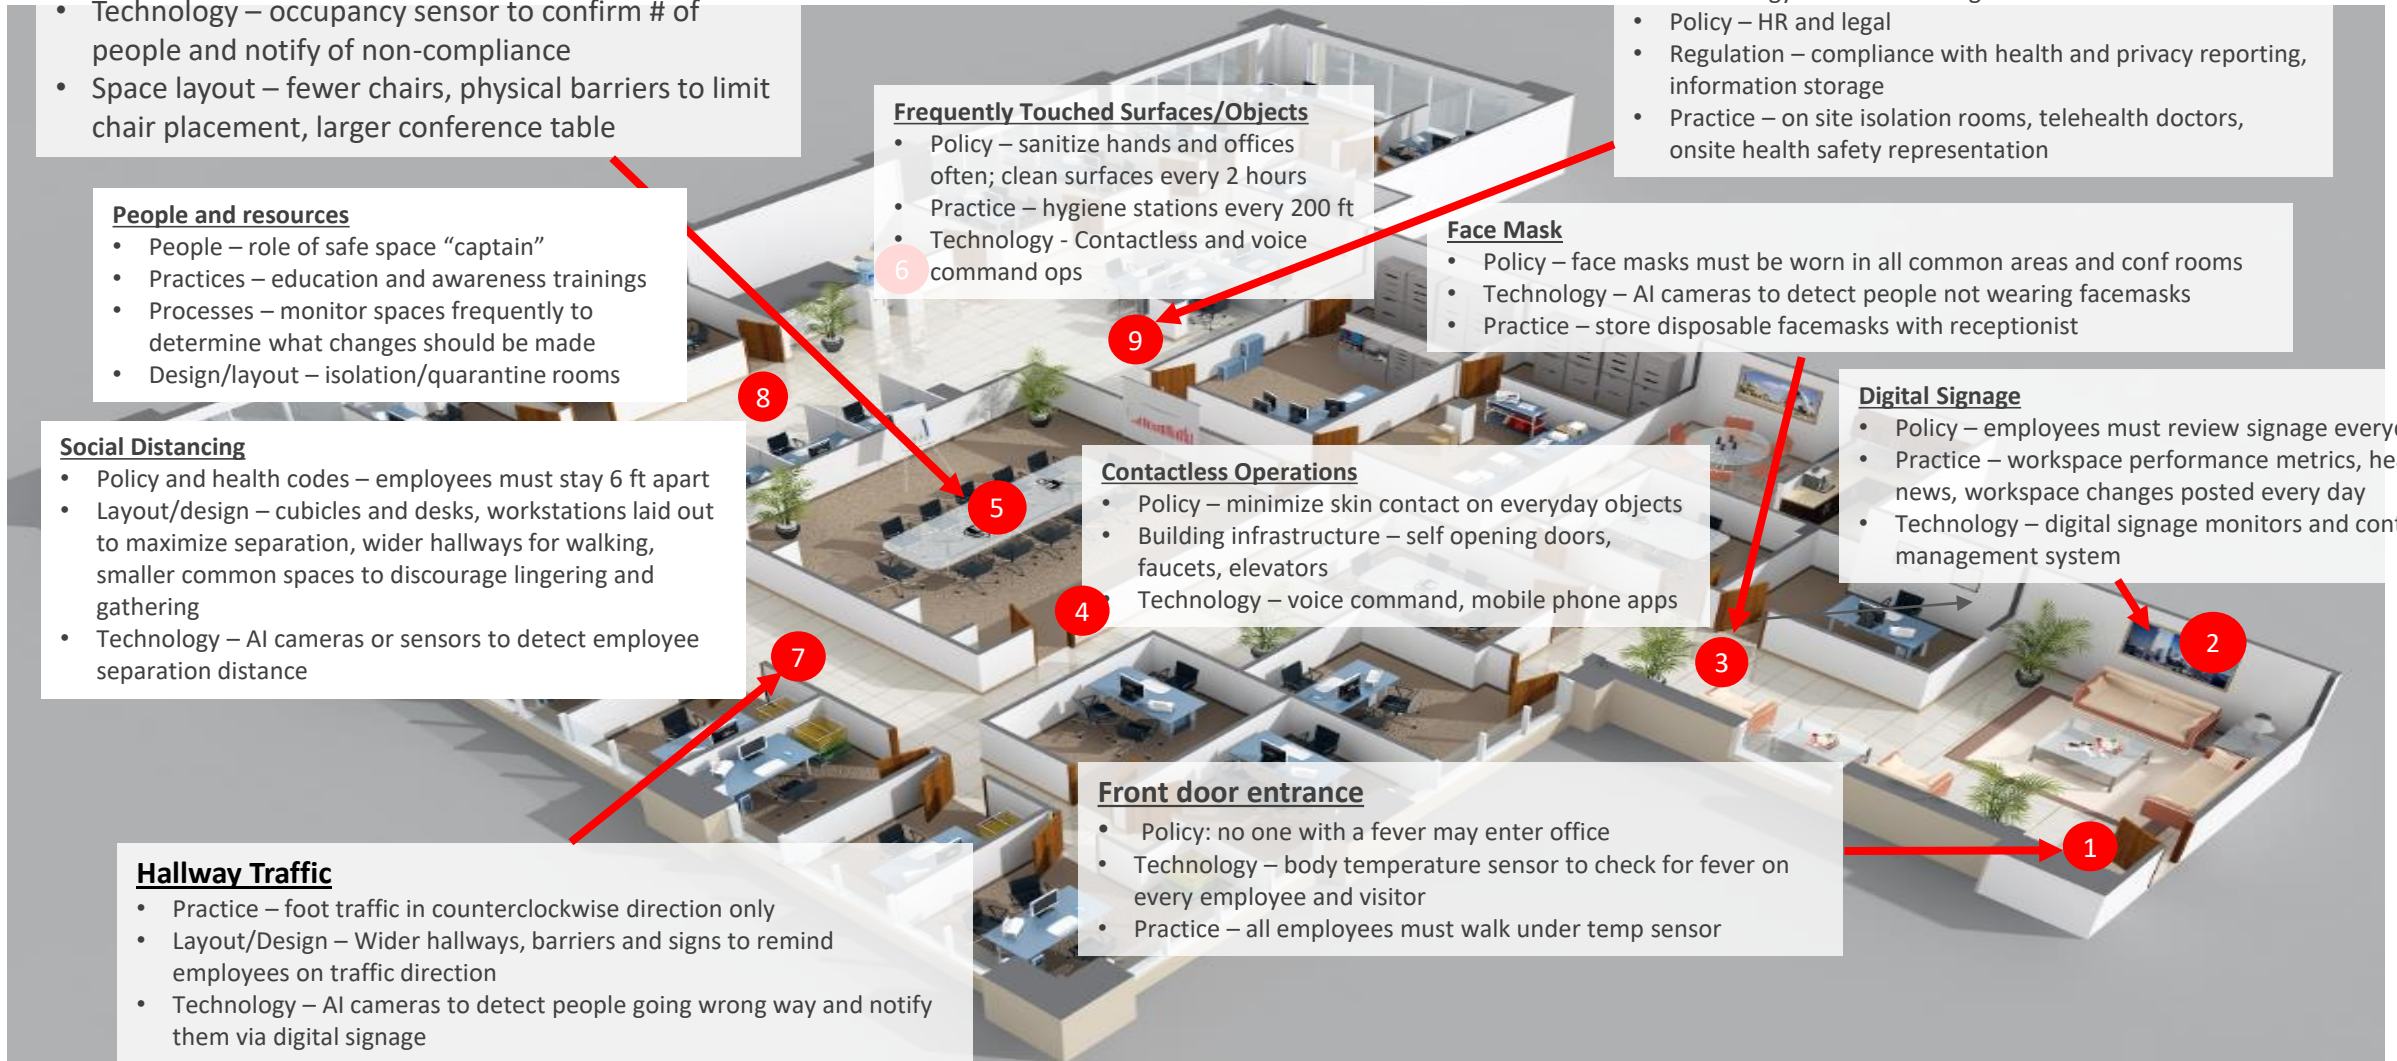 • Technology – occupancy sensor to confirm # of
people and notify of non-compliance
• Space layout – fewer chairs, physical barriers to limit
chair placement, larger conference table
• Policy – HR and legal
• Regulation – compliance with health and privacy reporting,
information storage
• Practice – on site isolation rooms, telehealth doctors,
onsite health safety representation
Frequently Touched Surfaces/Objects
• Policy – sanitize hands and offices
often; clean surfaces every 2 hours
• Practice – hygiene stations every 200 ft
• Technology - Contactless and voice
command ops
6
People and resources
• People – role of safe space “captain”
• Practices – education and awareness trainings
• Processes – monitor spaces frequently to
determine what changes should be made
• Design/layout – isolation/quarantine rooms
Face Mask
• Policy – face masks must be worn in all common areas and conf rooms
• Technology – AI cameras to detect people not wearing facemasks
• Practice – store disposable facemasks with receptionist
9
8
Digital Signage
• Policy – employees must review signage every
• Practice – workspace performance metrics,
news, workspace changes posted every day
• Technology – digital signage monitors and
management system
Social Distancing
• Policy and health codes – employees must stay 6 ft apart
• Layout/design – cubicles and desks, workstations laid out
to maximize separation, wider hallways for walking,
smaller common spaces to discourage lingering and
gathering
• Technology – AI cameras or sensors to detect employee
separation distance
5
Contactless Operations
• Policy – minimize skin contact on everyday objects
• Building infrastructure – self opening doors,
faucets, elevators
• Technology – voice command, mobile phone apps
4
7
3
2
Front door entrance
• Policy: no one with a fever may enter office
• Technology – body temperature sensor to check for fever on
every employee and visitor
• Practice – all employees must walk under temp sensor
1
Hallway Traffic
• Practice – foot traffic in counterclockwise direction only
• Layout/Design – Wider hallways, barriers and signs to remind
employees on traffic direction
• Technology – AI cameras to detect people going wrong way and notify
them via digital signage